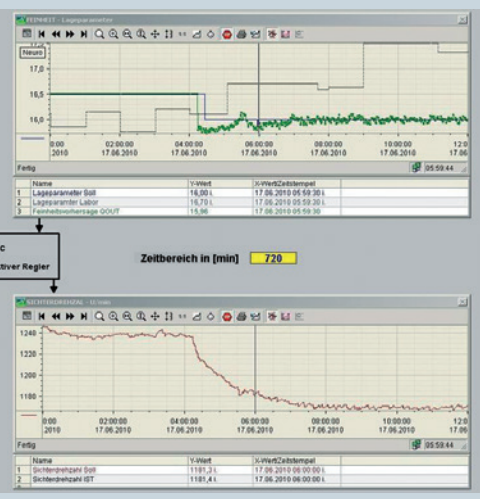 FEINHEIT - Lageparameter
Neuro
17,0
16,5
16,0
0:00 02:00:00 04:00:00 06:00:00 08:00:00 10:00:00 12:0
.2010 17.06.2010 17.06.2010 17.06.2010 17.06.2010 17.06.2010 17.06
Fertig 05:59:44
Name Y-Wert X-Wert/Zeitstempel
1 Lageparameter Soll 16,00 i. 17.06.2010 05:59:30
2 Lageparamter Labor 16,70 i. 17.06.2010 05:59:30
3 Feinheitsvorhersage QOUT 15,96 17.06.2010 05:59:30
c
ktiver Regler
Zeitbereich in [min] 720
SICHTERDREHZAL - U/min
1240
1220
1200
1180
0:00 02:00:00 04:00:00 06:00:00 08:00:00 10:00:00 12:0
.2010 17.06.2010 17.06.2010 17.06.2010 17.06.2010 17.06.2010 17.06
Fertig 05:59:44
Name Y-Wert X-Wert/Zeitstempel
1 Sichterdrehzahl Soll 1181,3 i. 17.06.2010 06:00:00
2 Sichterdrehzahl IST 1181,4 i. 17.06.2010 06:00:00